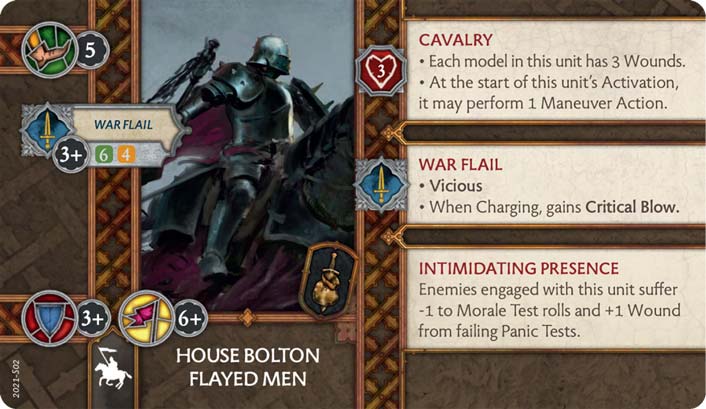 5
WAR FLAIL
3+
6 4
3+
6+
2021-S02
HOUSE BOLTON
FLAYED MEN
3
CAVALRY
• Each model in this unit has 3 Wounds.
• At the start of this unit's Activation,
it may perform 1 Maneuver Action.
WAR FLAIL
• Vicious
• When Charging, gains Critical Blow.
INTIMIDATING PRESENCE
Enemies engaged with this unit suffer
-1 to Morale Test rolls and +1 Wound
from failing Panic Tests.